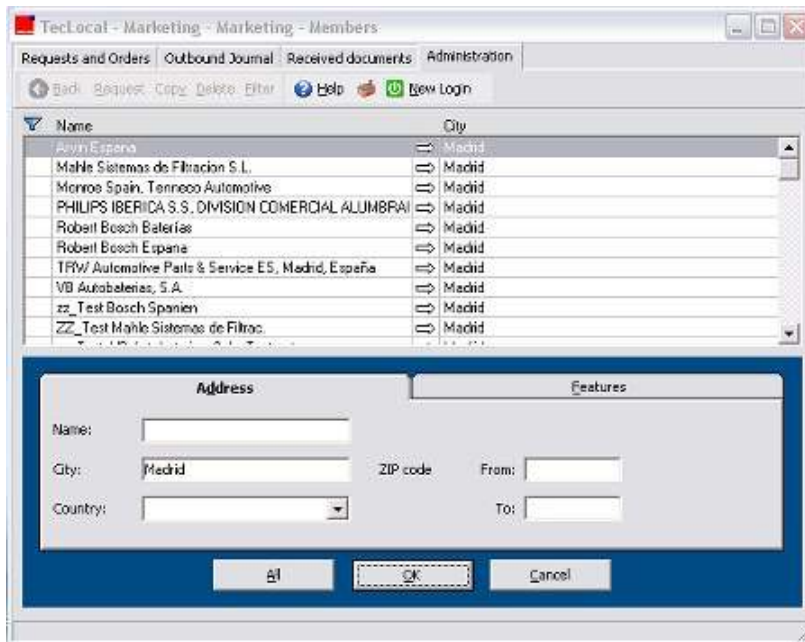 TecLocal - Marketing - Marketing - Members
Requests and Orders Outbound Journal Received documents Administration
Back Request Copy Delete Filter Help New Login
Name City
Arvin Espana Madrid
Mahle Sistemas de Filtracion S.L. Madrid
Monroe Spain, Tenneco Automotive Madrid
PHILIPS IBERICA S.S. DIVISION COMERCIAL ALUMBRAI Madrid
Robert Bosch Baterías Madrid
Robert Bosch Espana Madrid
TRW Automotive Parts & Service ES, Madrid, España Madrid
VB Autobaterias, S.A. Madrid
zz_Test Bosch Spanien Madrid
ZZ_Test Mahle Sistemas de Filtrac. Madrid
Address Features
Name:
City: Madrid ZIP code From:
Country: To:
All OK Cancel